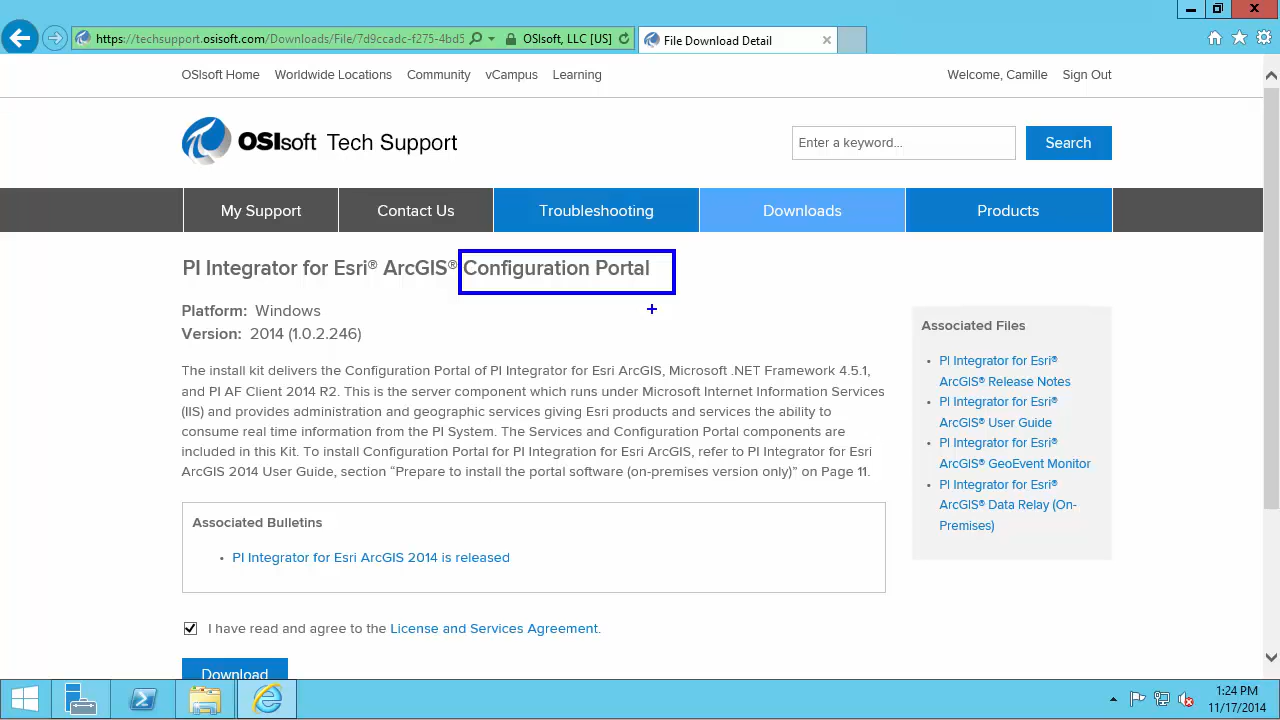 https://techsupport.osisoft.com/Downloads/File/7d9ccadc-f275-4bd5 OSIsoft, LLC [US] File Download Detail
OSIsoft Home Worldwide Locations Community vCampus Learning Welcome, Camille Sign Out
OSIsoft Tech Support Enter a keyword... Search
My Support Contact Us Troubleshooting Downloads Products
PI Integrator for Esri® ArcGIS® Configuration Portal
Platform: Windows
Version: 2014 (1.0.2.246)
The install kit delivers the Configuration Portal of PI Integrator for Esri ArcGIS, Microsoft .NET Framework 4.5.1,
and PI AF Client 2014 R2. This is the server component which runs under Microsoft Internet Information Services
(IIS) and provides administration and geographic services giving Esri products and services the ability to
consume real time information from the PI System. The Services and Configuration Portal components are
included in this Kit. To install Configuration Portal for PI Integration for Esri ArcGIS, refer to PI Integrator for Esri
ArcGIS 2014 User Guide, section “Prepare to install the portal software (on-premises version only)” on Page 11.
Associated Bulletins
• PI Integrator for Esri ArcGIS 2014 is released
I have read and agree to the License and Services Agreement.
Download
Associated Files
• PI Integrator for Esri®
ArcGIS® Release Notes
• PI Integrator for Esri®
ArcGIS® User Guide
• PI Integrator for Esri®
ArcGIS® GeoEvent Monitor
• PI Integrator for Esri®
ArcGIS® Data Relay (On-
Premises)
1:24 PM
11/17/2014